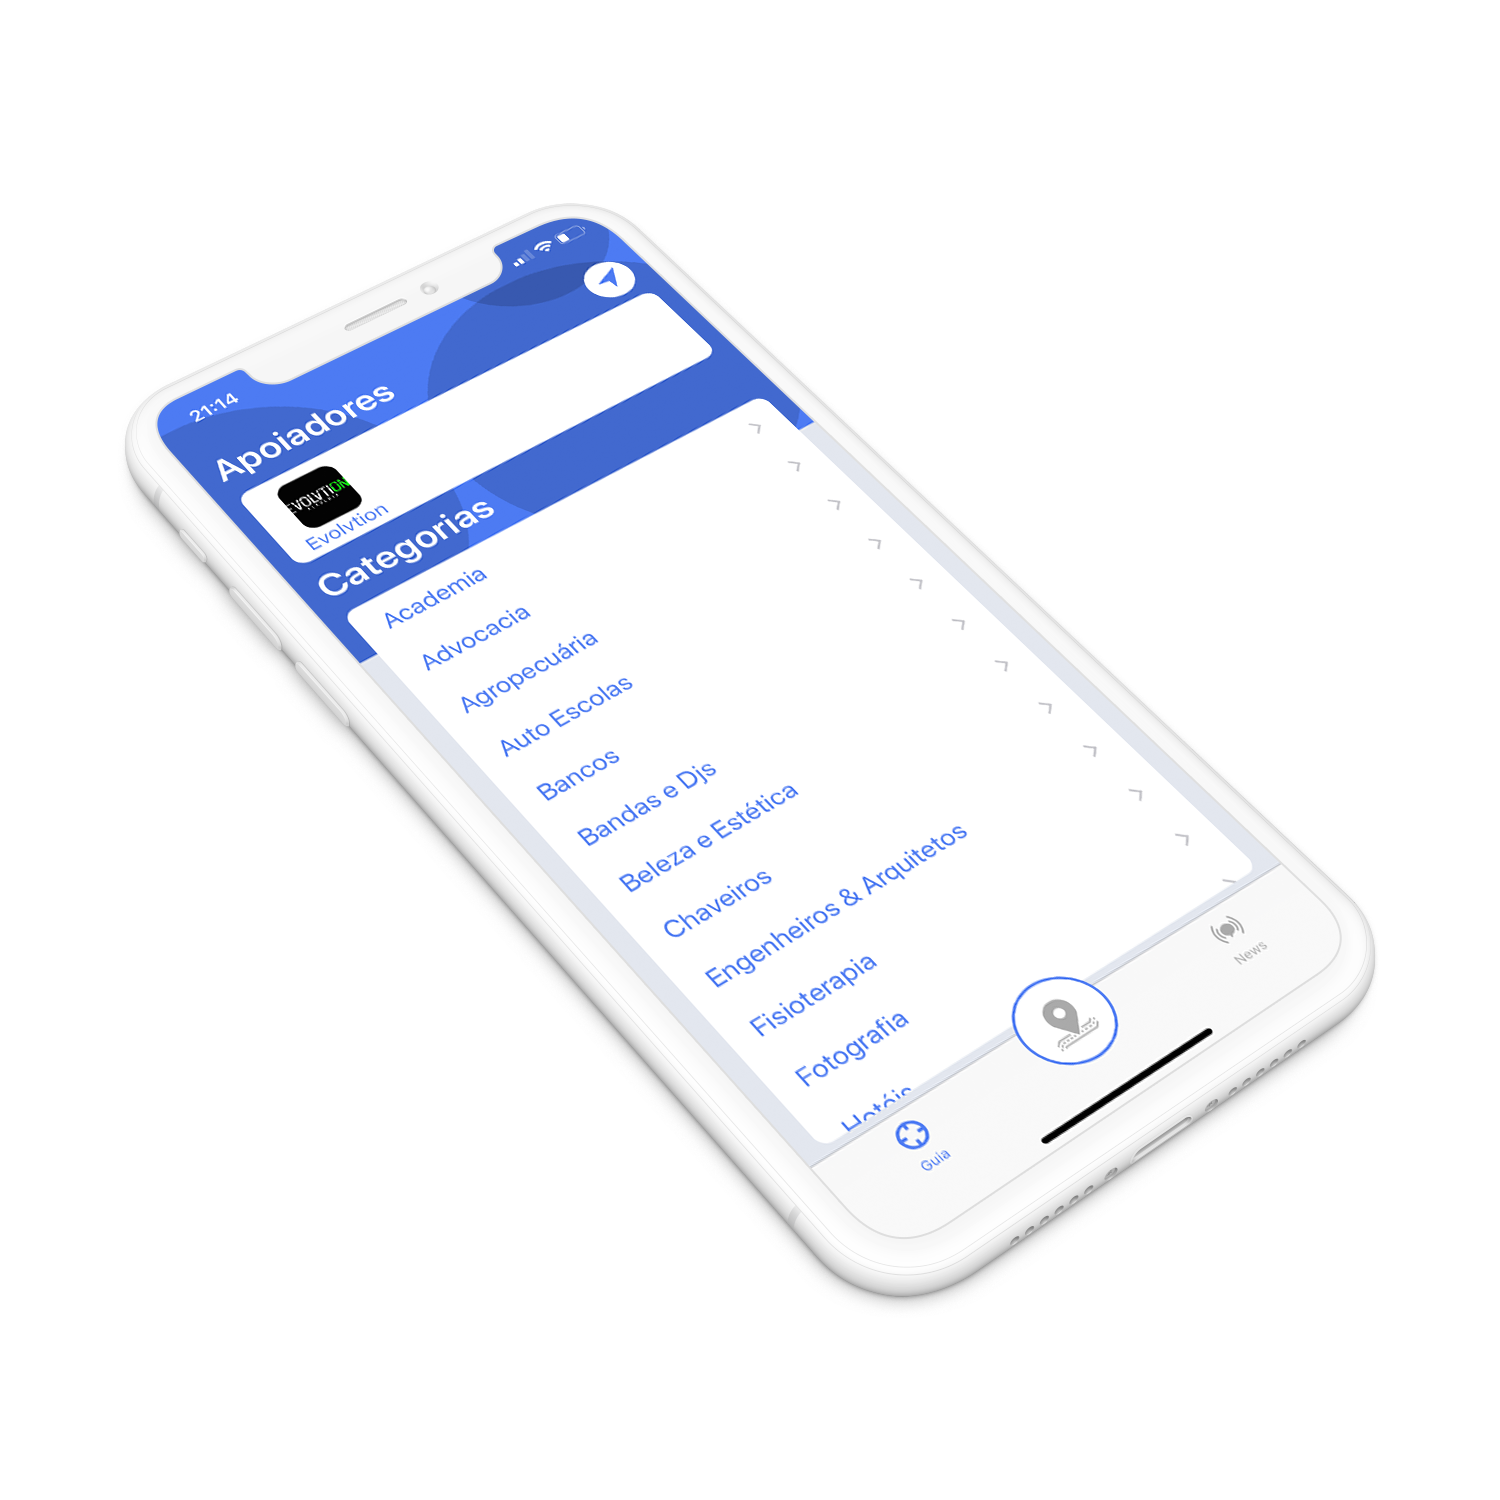 21:14
Apoiadores
EVOLVTION
Evolvtion
Categorias
Academia
Advocacia
Agropecuária
Auto Escolas
Bancos
Bandas e Djs
Beleza e Estética
Chaveiros
Engenheiros & Arquitetos
Fisioterapia
Fotografia
Hotéis
Guia
News